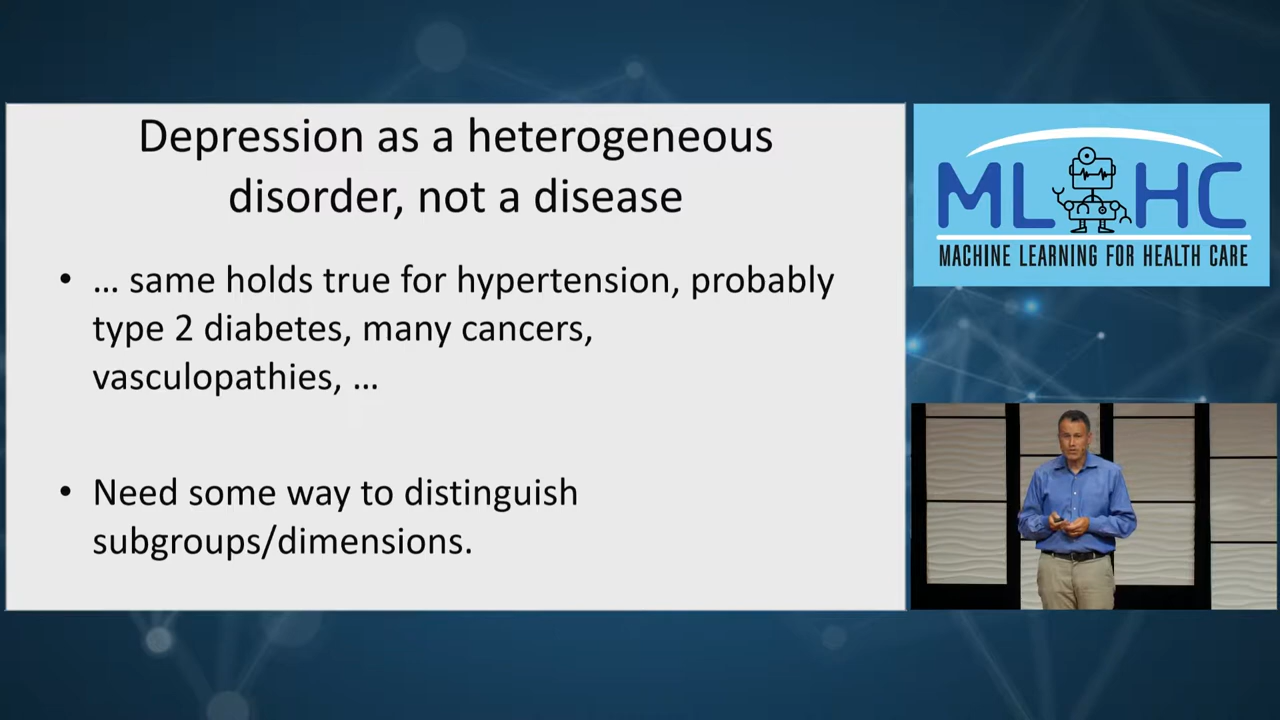 Depression as a heterogeneous
disorder, not a disease
• … same holds true for hypertension, probably
type 2 diabetes, many cancers,
vasculopathies, …
• Need some way to distinguish
subgroups/dimensions.
ML HC
MACHINE LEARNING FOR HEALTH CARE